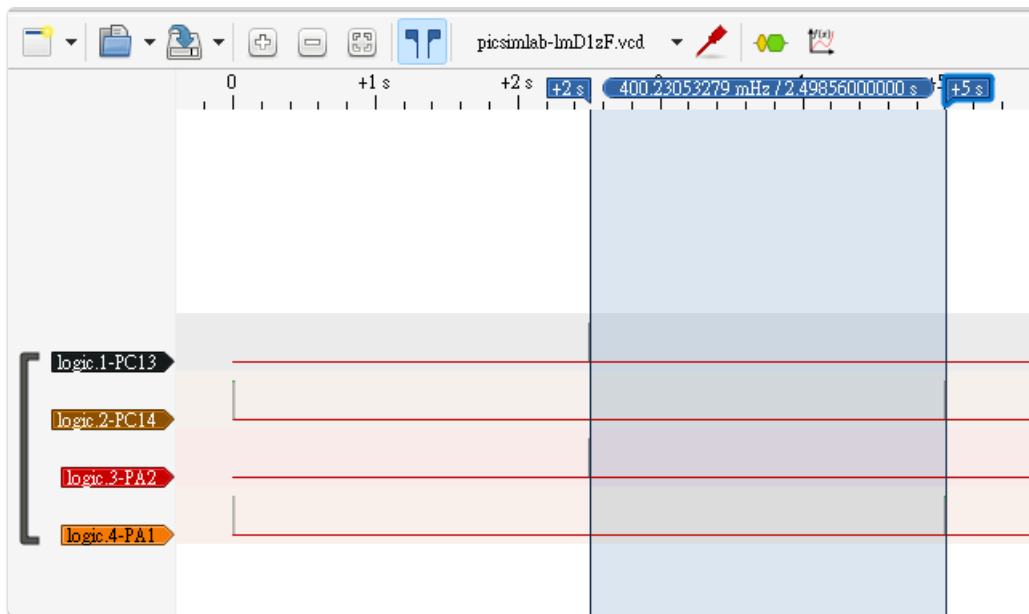 picsimlab-lmD1zF.vcd
0 +1 s +2 s +2 s 400.23053279 mHz / 2.49856000000 s +5 s
logic.1-PC13
logic.2-PC14
logic.3-PA2
logic.4-PA1